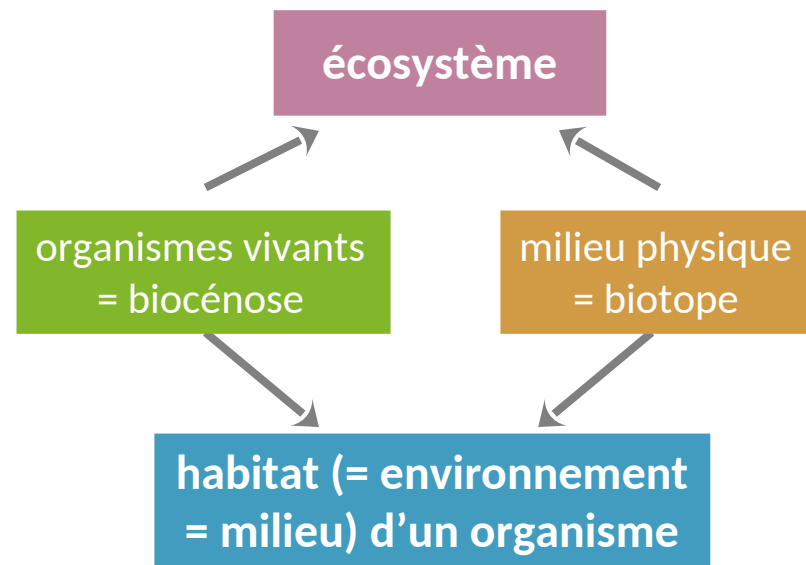 écosystème
organismes vivants
= biocénose
milieu physique
= biotope
habitat (= environnement
= milieu) d’un organisme